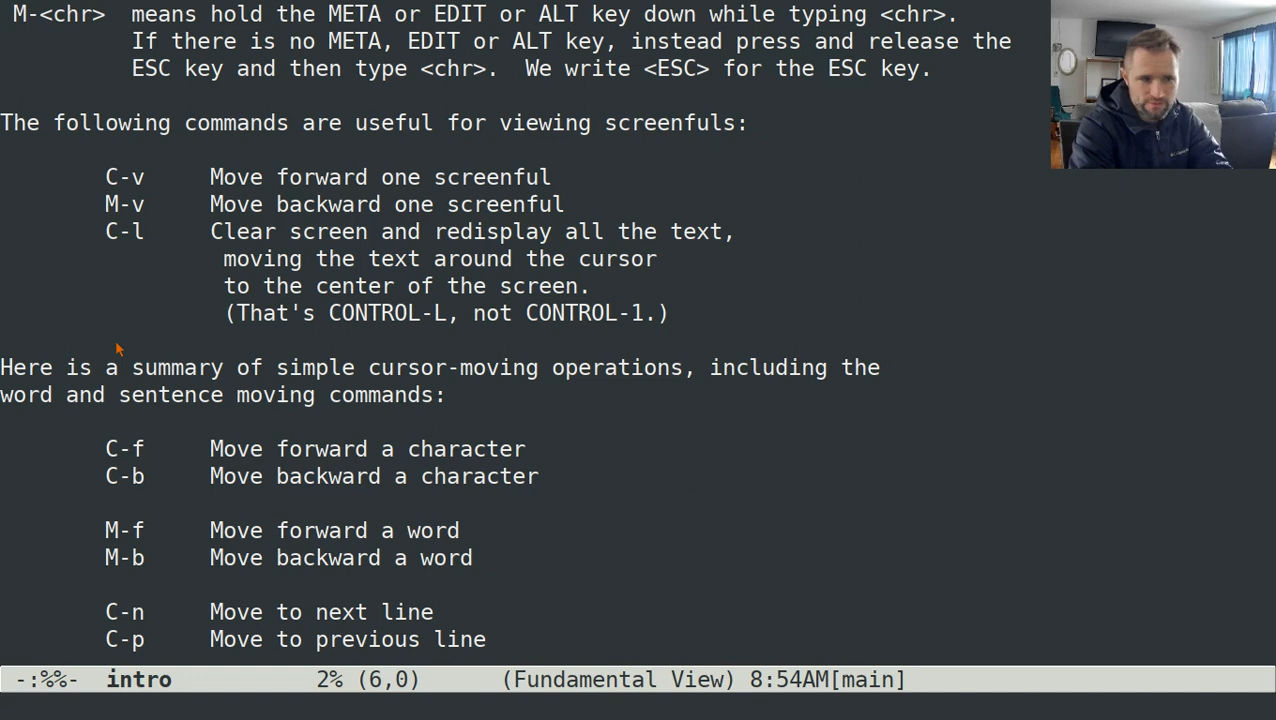 M-<chr>  means hold the META or EDIT or ALT key down while typing <chr>.
If there is no META, EDIT or ALT key, instead press and release the
ESC key and then type <chr>.  We write <ESC> for the ESC key.
The following commands are useful for viewing screenfuls:
C-v     Move forward one screenful
M-v     Move backward one screenful
C-l     Clear screen and redisplay all the text,
moving the text around the cursor
to the center of the screen.
(That's CONTROL-L, not CONTROL-1.)
Here is a summary of simple cursor-moving operations, including the
word and sentence moving commands:
C-f     Move forward a character
C-b     Move backward a character
M-f     Move forward a word
M-b     Move backward a word
C-n     Move to next line
C-p     Move to previous line
-:%%-  intro           2% (6,0)      (Fundamental View) 8:54AM[main]